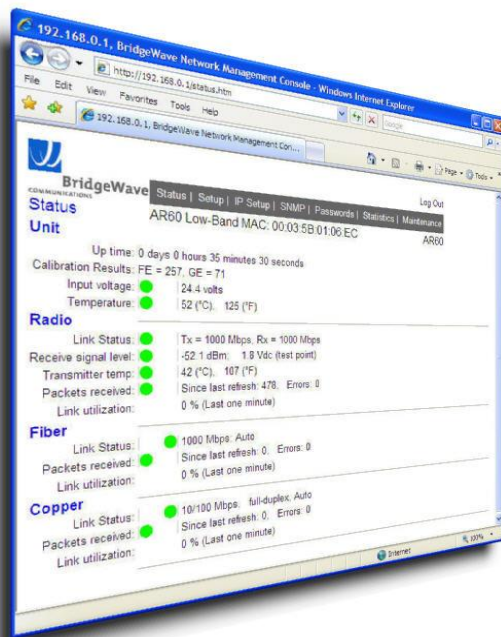 192.168.0.1, BridgeWave Network Management Console - Windows Internet Explorer
http://192.168.0.1/status.htm
Google
File Edit View Favorites Tools Help
192.168.0.1, BridgeWave Network Management Con...
Page Tools
BridgeWave
COMMUNICATIONS
Log Out
Status | Setup | IP Setup | SNMP | Passwords | Statistics | Maintenance
Status
AR60 Low-Band MAC: 00:03:5B:01:06:EC
AR60
Unit
Up time: 0 days 0 hours 35 minutes 30 seconds
Calibration Results: FE = 257, GE = 71
Input voltage: 24.4 volts
Temperature: 52 (°C), 125 (°F)
Radio
Link Status: Tx = 1000 Mbps, Rx = 1000 Mbps
Receive signal level: -52.1 dBm; 1.8 Vdc (test point)
Transmitter temp: 42 (°C), 107 (°F)
Packets received: Since last refresh: 478, Errors: 0
Link utilization: 0 % (Last one minute)
Fiber
Link Status: 1000 Mbps: Auto
Packets received: Since last refresh: 0, Errors: 0
Link utilization: 0 % (Last one minute)
Copper
Link Status: 10/100 Mbps, full-duplex, Auto
Packets received: Since last refresh: 0, Errors: 0
Link utilization: 0 % (Last one minute)
Internet
100%